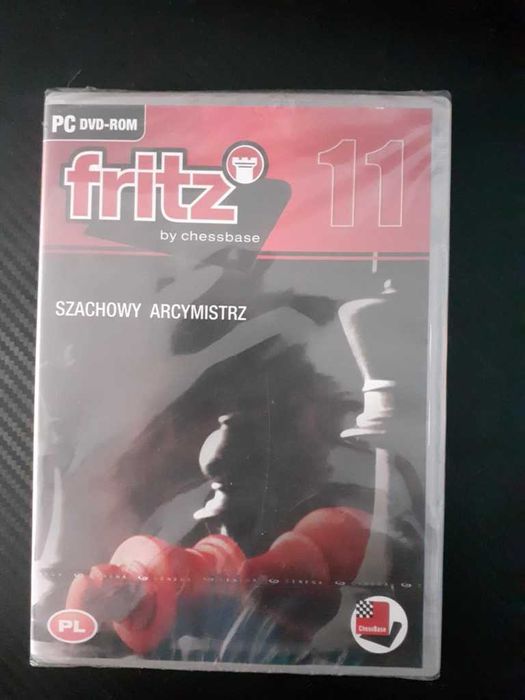 PC DVD-ROM
fritz
11
by chessbase
SZACHOWY ARCYMISTRZ
PL
ChessBase